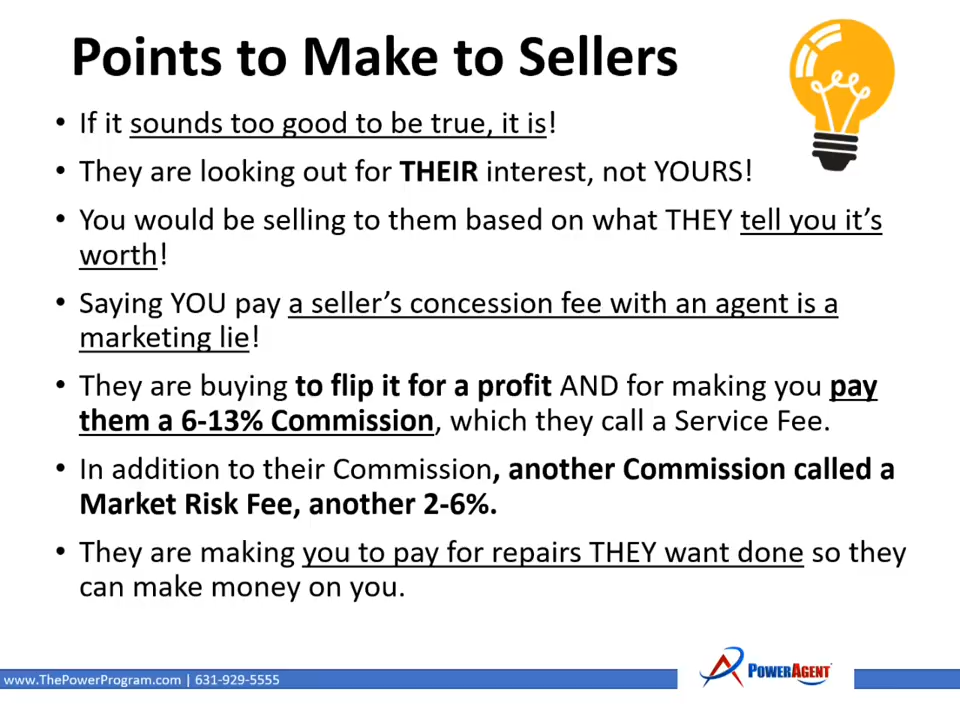 Points to Make to Sellers
• If it sounds too good to be true, it is!
• They are looking out for THEIR interest, not YOURS!
• You would be selling to them based on what THEY tell you it's
worth!
• Saying YOU pay a seller's concession fee with an agent is a
marketing lie!
• They are buying to flip it for a profit AND for making you pay
them a 6-13% Commission, which they call a Service Fee.
• In addition to their Commission, another Commission called a
Market Risk Fee, another 2-6%.
• They are making you to pay for repairs THEY want done so they
can make money on you.
www.ThePowerProgram.com | 631-929-5555
POWERAGENT